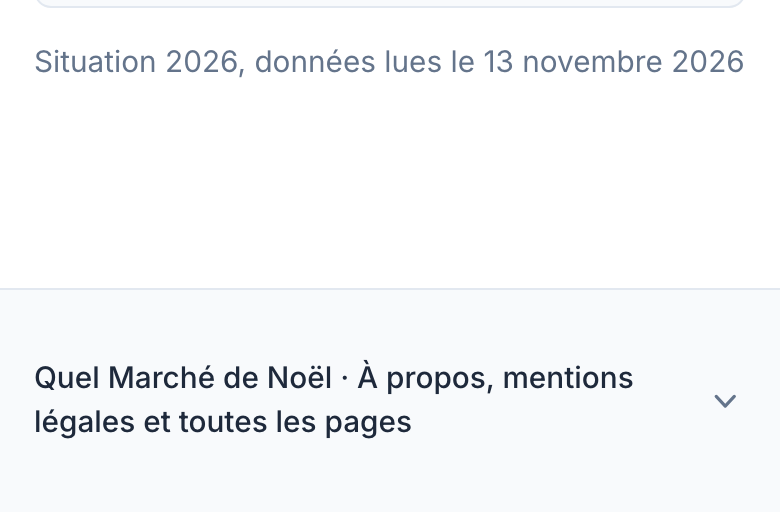 Situation 2026, données lues le 13 novembre 2026
Quel Marché de Noël · À propos, mentions
légales et toutes les pages